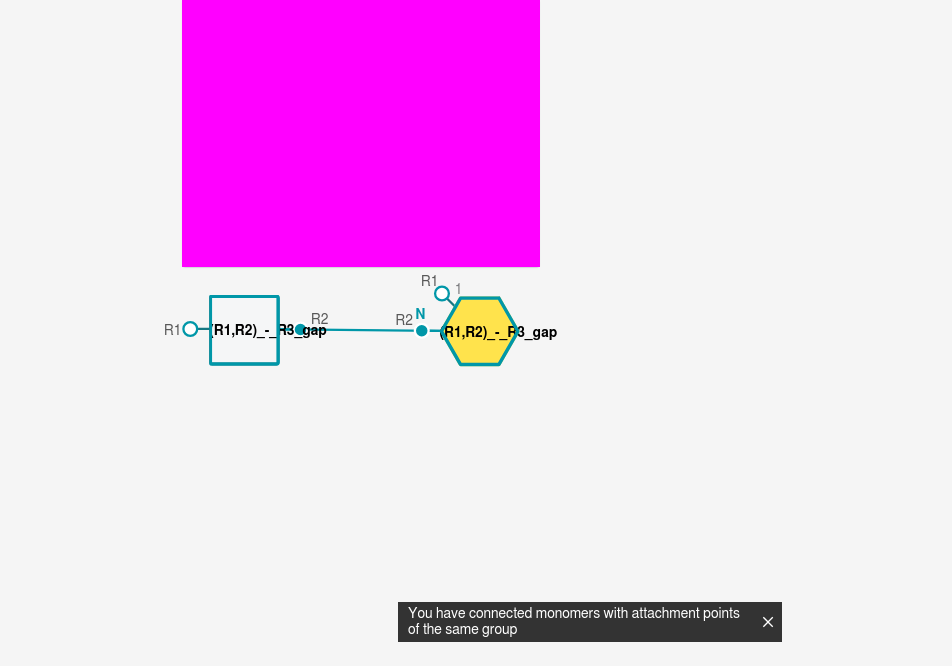 R1
1
N
R2
R2
R1
(R1,R2)_-_R3_gap
(R1,R2)_-_R3_gap
You have connected monomers with attachment points
of the same group